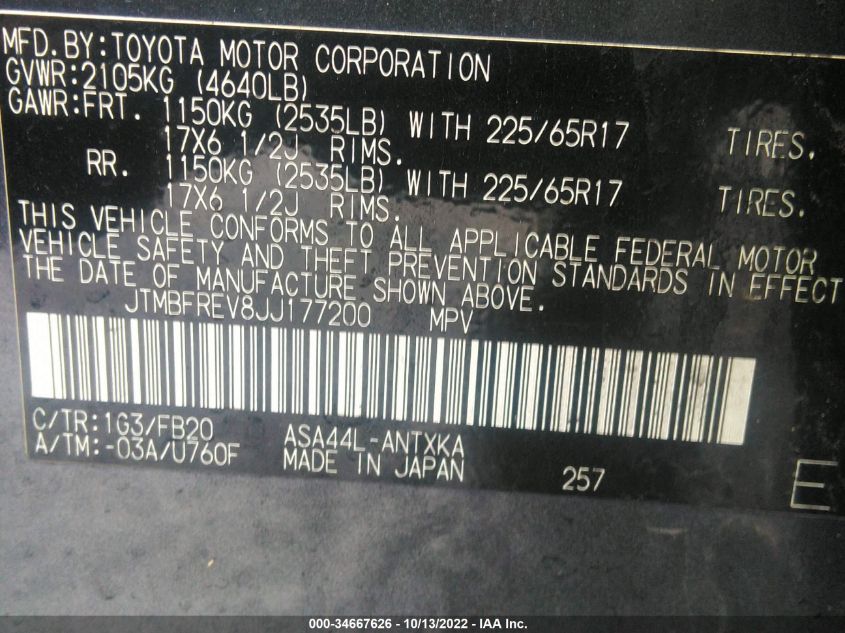 MFD.BY:TOYOTA MOTOR CORPORATION
GVWR:2105KG (4640LB)
GAWR:FRT. 1150KG (2535LB) WITH 225/65R17 TIRES.
17X6 1/2J RIMS.
RR. 1150KG (2535LB) WITH 225/65R17 TIRES.
17X6 1/2J RIMS.
THIS VEHICLE CONFORMS TO ALL APPLICABLE FEDERAL MOTOR
VEHICLE SAFETY AND THEFT PREVENTION STANDARDS IN EFFECT
THE DATE OF MANUFACTURE SHOWN ABOVE.
JTMBFREV8JJ177200 MPV
C/TR:1G3/FB20 ASA44L-ANTXKA
A/TM:-03A/U760F MADE IN JAPAN 257 E
000-34667626 - 10/13/2022 - IAA Inc.